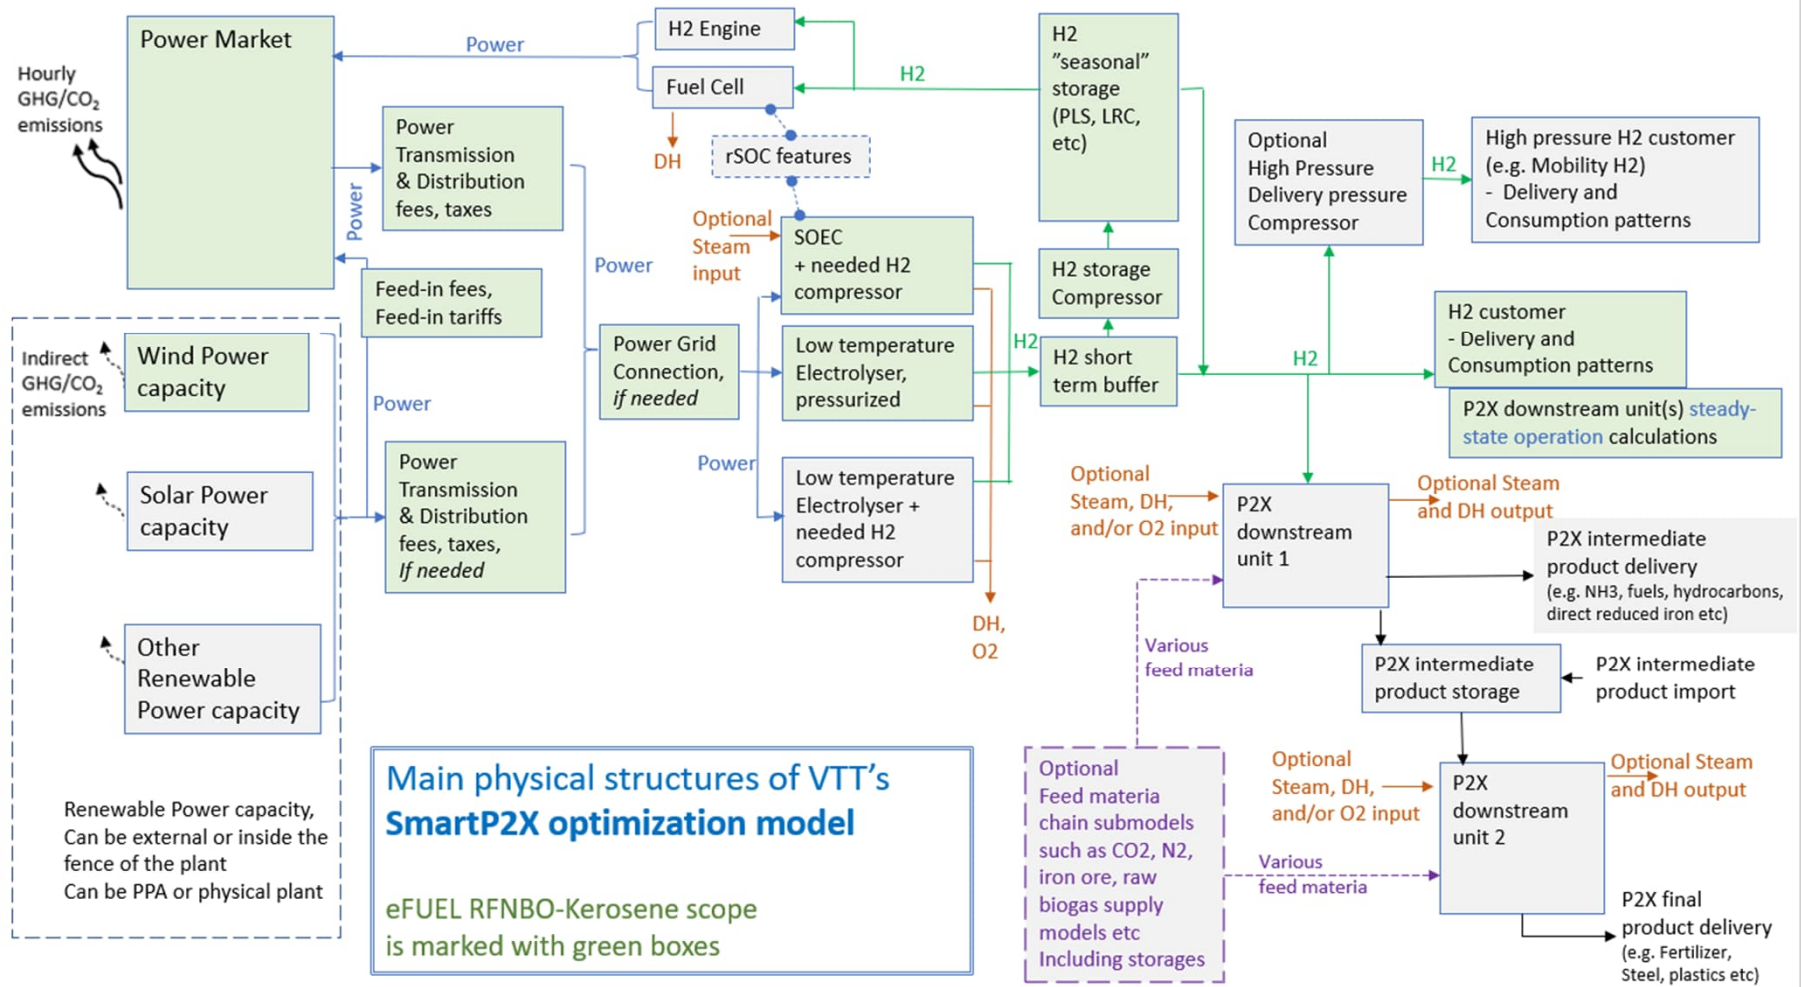 Power Market
Hourly
GHG/CO₂
emissions
Power
H2 Engine
Fuel Cell
DH
H2
rSOC features
H2
”seasonal”
storage
(PLS, LRC,
etc)
Power
Transmission
& Distribution
fees, taxes
Power
Feed-in fees,
Feed-in tariffs
Power
Optional
Steam
input
SOEC
+ needed H2
compressor
H2 storage
Compressor
Optional
High Pressure
Delivery pressure
Compressor
H2
High pressure H2 customer
(e.g. Mobility H2)
- Delivery and
Consumption patterns
Indirect
GHG/CO₂
emissions
Wind Power
capacity
Power
Power Grid
Connection,
if needed
Low temperature
Electrolyser,
pressurized
H2
H2 short
term buffer
H2
H2 customer
- Delivery and
Consumption patterns
P2X downstream unit(s) steady-
state operation calculations
Solar Power
capacity
Power
Transmission
& Distribution
fees, taxes,
If needed
Power
Low temperature
Electrolyser +
needed H2
compressor
DH,
O2
Optional
Steam, DH,
and/or O2 input
P2X
downstream
unit 1
Optional Steam
and DH output
P2X intermediate
product delivery
(e.g. NH3, fuels, hydrocarbons,
direct reduced iron etc)
Other
Renewable
Power capacity
Various
feed materia
P2X intermediate
product storage
P2X intermediate
product import
Renewable Power capacity,
Can be external or inside the
fence of the plant
Can be PPA or physical plant
Main physical structures of VTT’s
SmartP2X optimization model
eFUEL RFNBO-Kerosene scope
is marked with green boxes
Optional
Feed materia
chain submodels
such as CO2, N2,
iron ore, raw
biogas supply
models etc
Including storages
Various
feed materia
Optional
Steam, DH,
and/or O2 input
P2X
downstream
unit 2
Optional Steam
and DH output
P2X final
product delivery
(e.g. Fertilizer,
Steel, plastics etc)